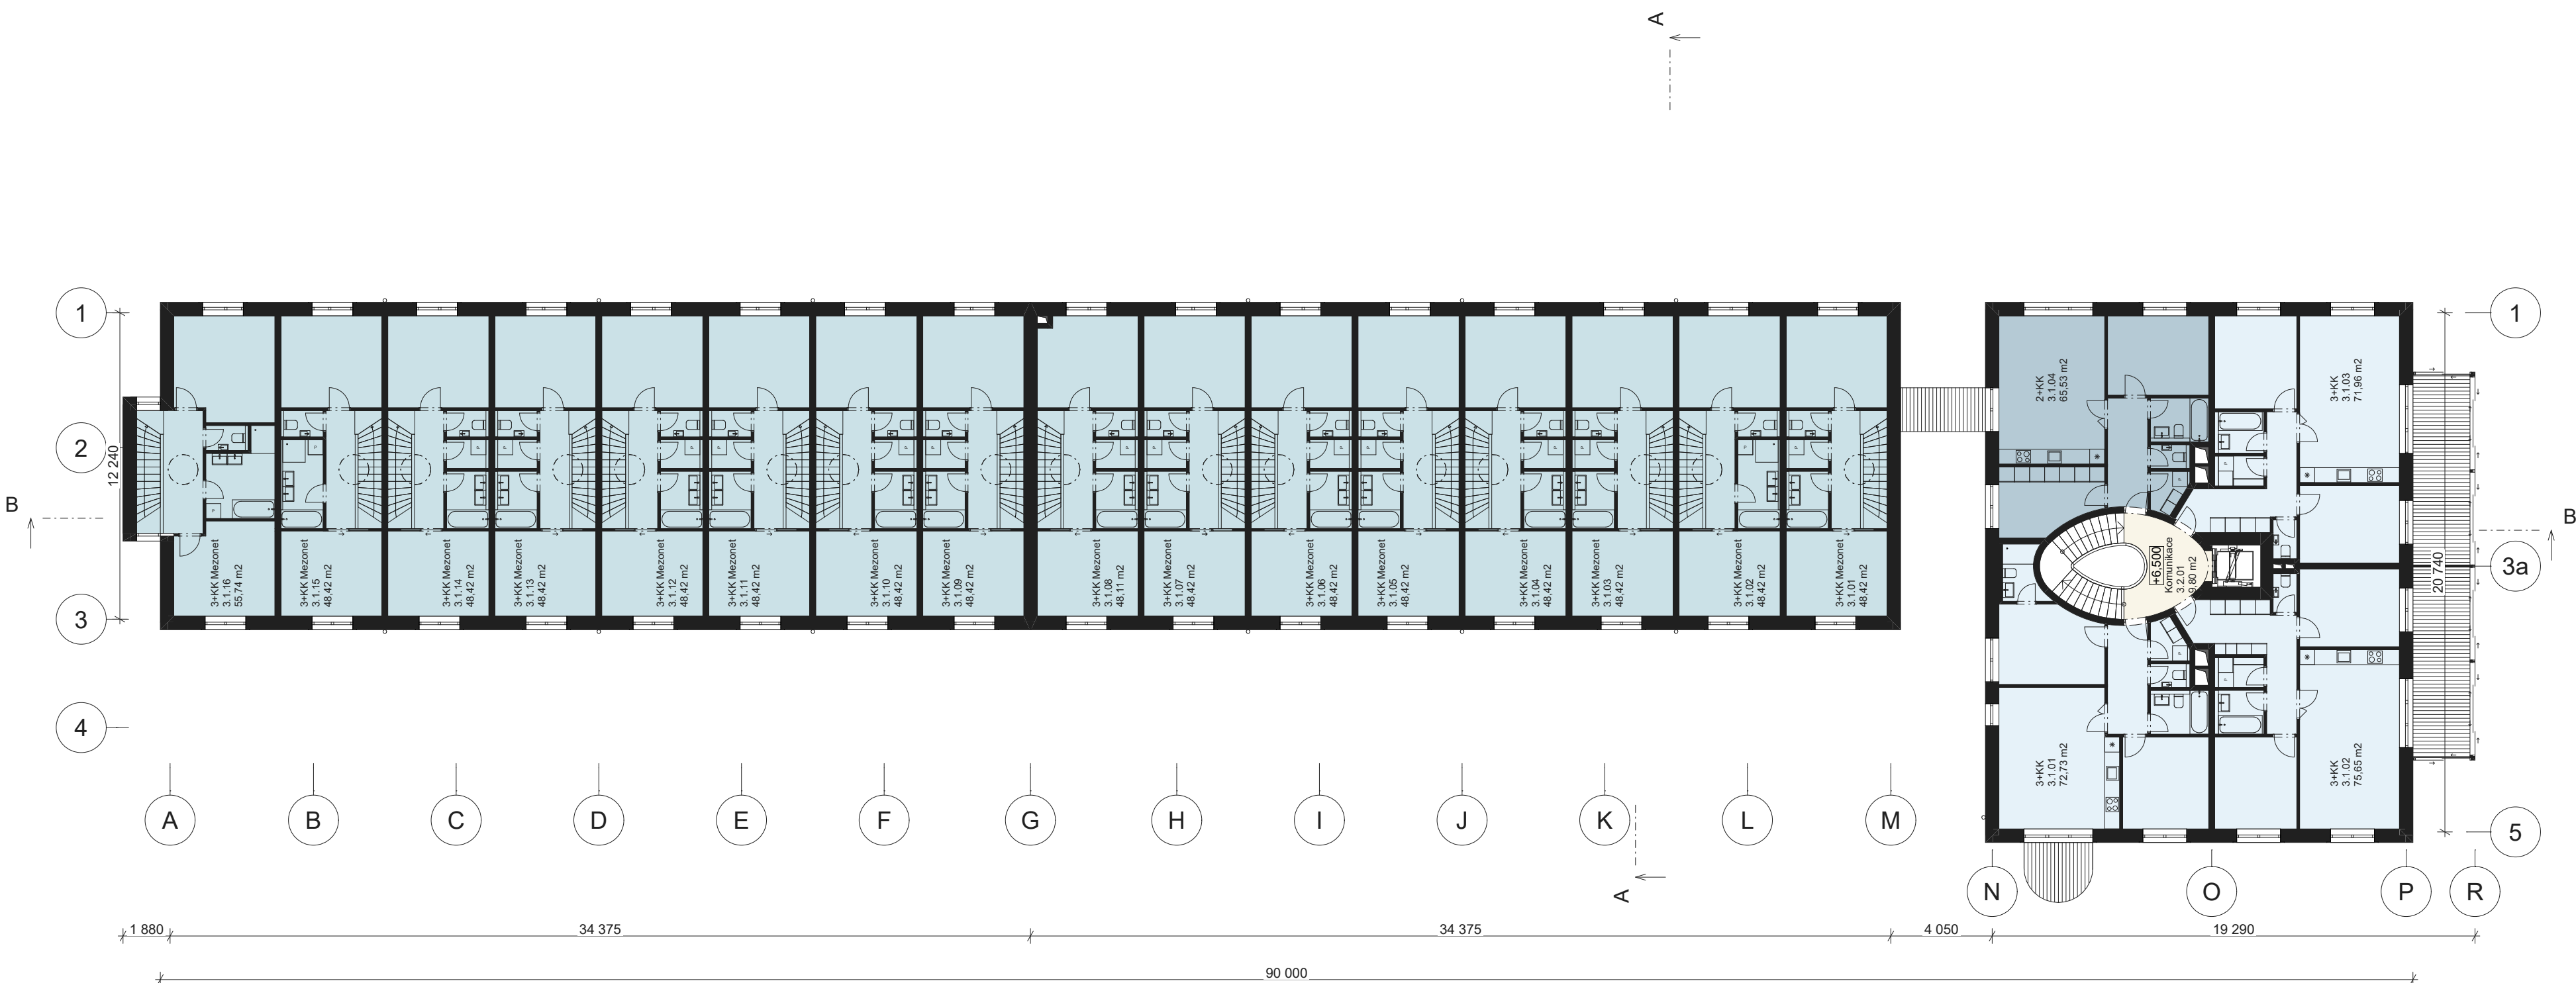 A
1
2
3
4
12 240
B
3+KK Mezonet
3.1.16
55,74 m2
3+KK Mezonet
3.1.15
48,42 m2
3+KK Mezonet
3.1.14
48,42 m2
3+KK Mezonet
3.1.13
48,42 m2
3+KK Mezonet
3.1.12
48,42 m2
3+KK Mezonet
3.1.11
48,42 m2
3+KK Mezonet
3.1.10
48,42 m2
3+KK Mezonet
3.1.09
48,42 m2
3+KK Mezonet
3.1.08
48,11 m2
3+KK Mezonet
3.1.07
48,42 m2
3+KK Mezonet
3.1.06
48,42 m2
3+KK Mezonet
3.1.05
48,42 m2
3+KK Mezonet
3.1.04
48,42 m2
3+KK Mezonet
3.1.03
48,42 m2
3+KK Mezonet
3.1.02
48,42 m2
3+KK Mezonet
3.1.01
48,42 m2
2+KK
3.1.04
65,53 m2
3+KK
3.1.03
71,96 m2
+6,500
Komunikace
3.2.01
9,80 m2
3+KK
3.1.01
72,73 m2
3+KK
3.1.02
75,65 m2
1
B
3a
20 740
5
A
B
C
D
E
F
G
H
I
J
K
L
M
A
N
O
P
R
1 880
34 375
34 375
4 050
19 290
90 000